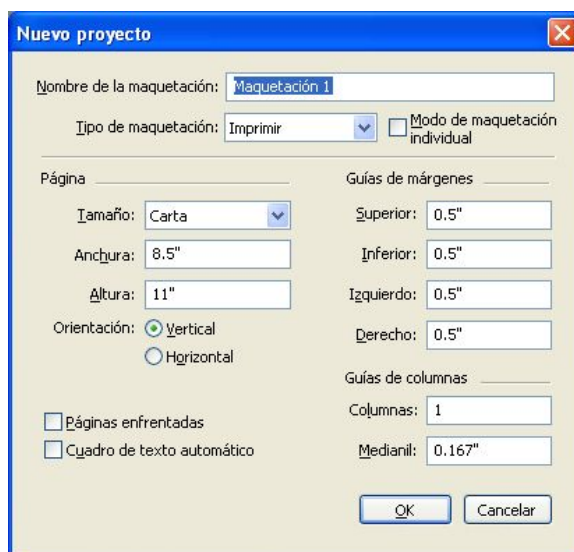 Nuevo proyecto
Nombre de la maquetación: Maquetación 1
Tipo de maquetación: Imprimir
Modo de maquetación
individual
Página
Tamaño: Carta
Anchura: 8.5"
Altura: 11"
Orientación: Vertical
Horizontal
Páginas enfrentadas
Cuadro de texto automático
Guías de márgenes
Superior: 0.5"
Inferior: 0.5"
Izquierdo: 0.5"
Derecho: 0.5"
Guías de columnas
Columnas: 1
Medianil: 0.167"
OK
Cancelar